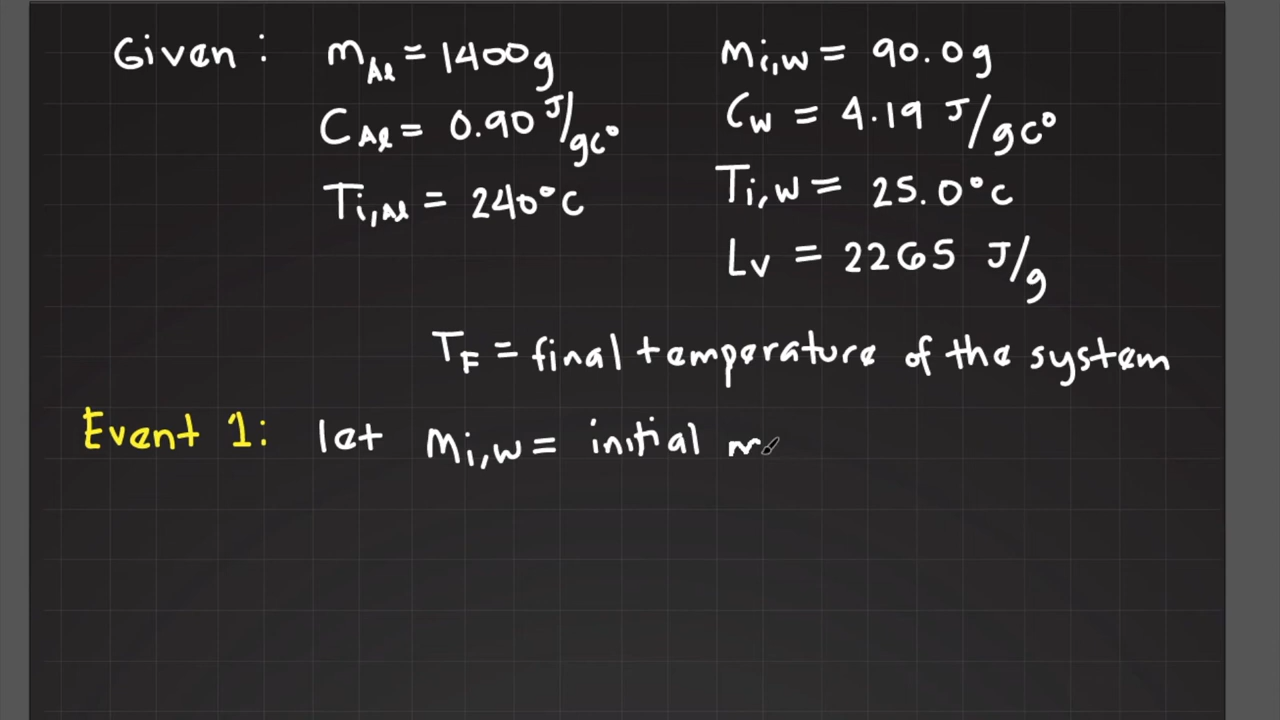 Given: m_Al = 1400g    m_i,w = 90.0g
C_Al = 0.90 J/gC°    C_w = 4.19 J/gC°
T_i,Al = 240°C    T_i,w = 25.0°C
L_v = 2265 J/g
T_F = final temperature of the system
Event 1: let m_i,w = initial m